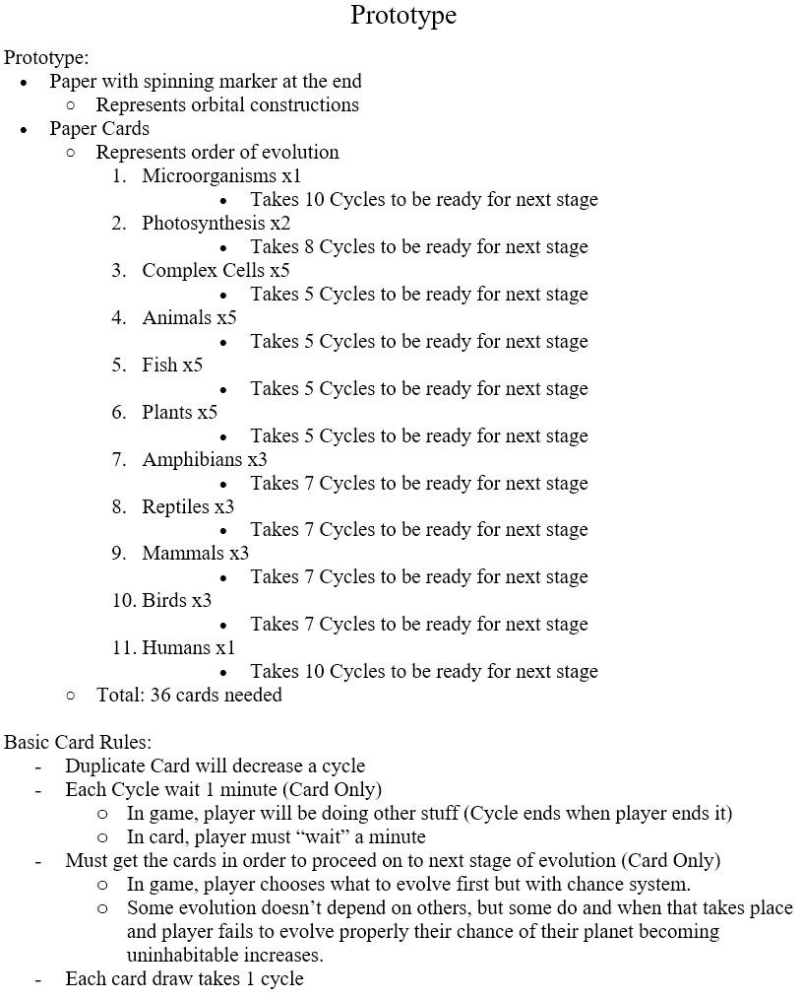 Prototype
Prototype:
• Paper with spinning marker at the end
○ Represents orbital constructions
• Paper Cards
○ Represents order of evolution
1. Microorganisms x1
• Takes 10 Cycles to be ready for next stage
2. Photosynthesis x2
• Takes 8 Cycles to be ready for next stage
3. Complex Cells x5
• Takes 5 Cycles to be ready for next stage
4. Animals x5
• Takes 5 Cycles to be ready for next stage
5. Fish x5
• Takes 5 Cycles to be ready for next stage
6. Plants x5
• Takes 5 Cycles to be ready for next stage
7. Amphibians x3
• Takes 7 Cycles to be ready for next stage
8. Reptiles x3
• Takes 7 Cycles to be ready for next stage
9. Mammals x3
• Takes 7 Cycles to be ready for next stage
10. Birds x3
• Takes 7 Cycles to be ready for next stage
11. Humans x1
• Takes 10 Cycles to be ready for next stage
○ Total: 36 cards needed
Basic Card Rules:
- Duplicate Card will decrease a cycle
- Each Cycle wait 1 minute (Card Only)
○ In game, player will be doing other stuff (Cycle ends when player ends it)
○ In card, player must “wait” a minute
- Must get the cards in order to proceed on to next stage of evolution (Card Only)
○ In game, player chooses what to evolve first but with chance system.
○ Some evolution doesn’t depend on others, but some do and when that takes place
and player fails to evolve properly their chance of their planet becoming
uninhabitable increases.
- Each card draw takes 1 cycle